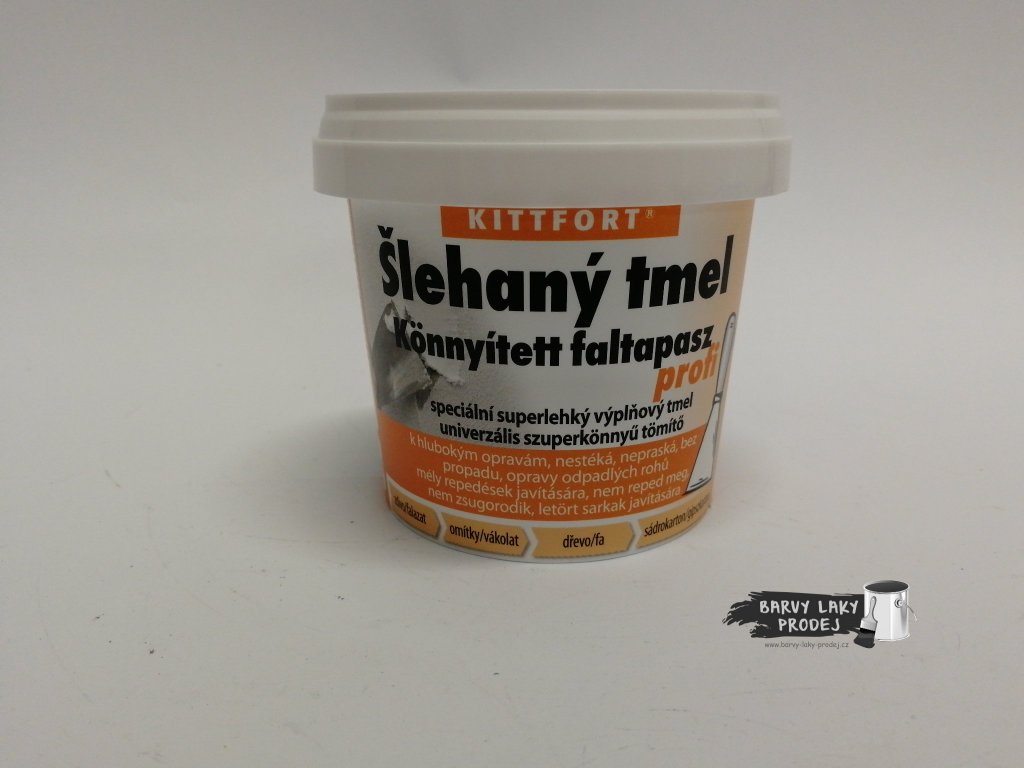 KITTFORT®
Šlehaný tmel
Könnyített faltapasz
profi
speciální superlehký výplňový tmel
univerzális szuperkönnyű tömítő
k hlubokým opravám, nestéká, nepraská, bez
propadu, opravy odpadlých rohů
mély repedések javítására, nem reped meg
nem zsugorodik, letört sarkak javítására
omítky/vákolat
dřevo/fa
BARVY LAKY
PRODEJ
www.barvy-laky-prodej.cz